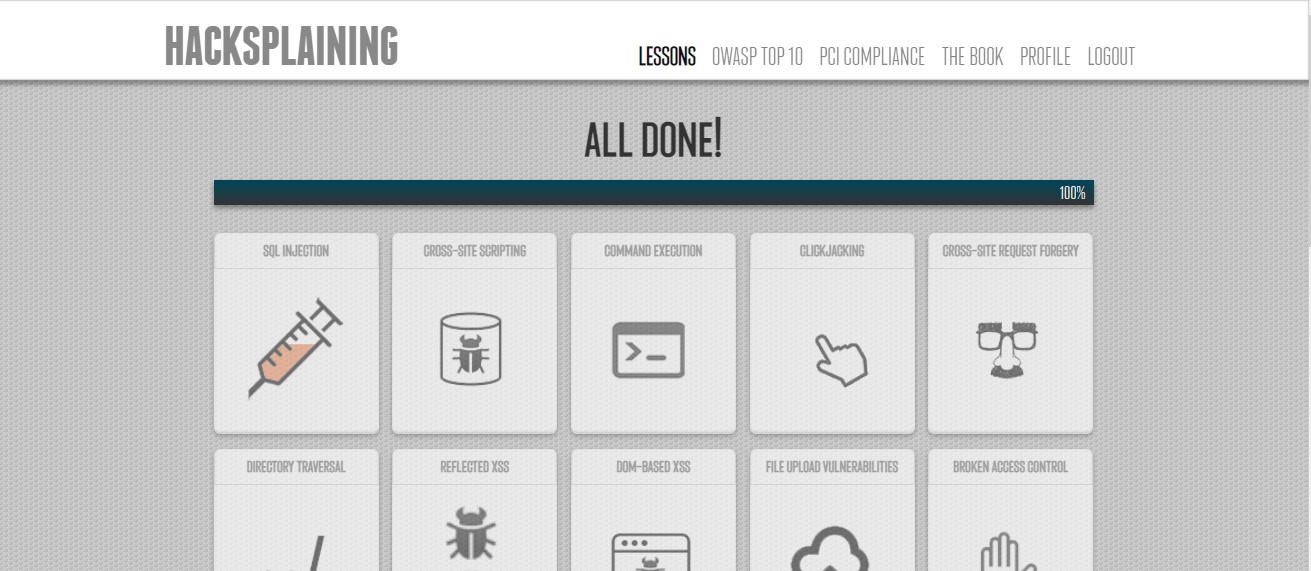 HACKSPLAINING
LESSONS OWASP TOP 10 PCI COMPLIANCE THE BOOK PROFILE LOGOUT
ALL DONE!
100%
SQL INJECTION CROSS-SITE SCRIPTING COMMAND EXECUTION CLICKJACKING CROSS-SITE REQUEST FORGERY
DIRECTORY TRAVERSAL REFLECTED XSS DOM-BASED XSS FILE UPLOAD VULNERABILITIES BROKEN ACCESS CONTROL